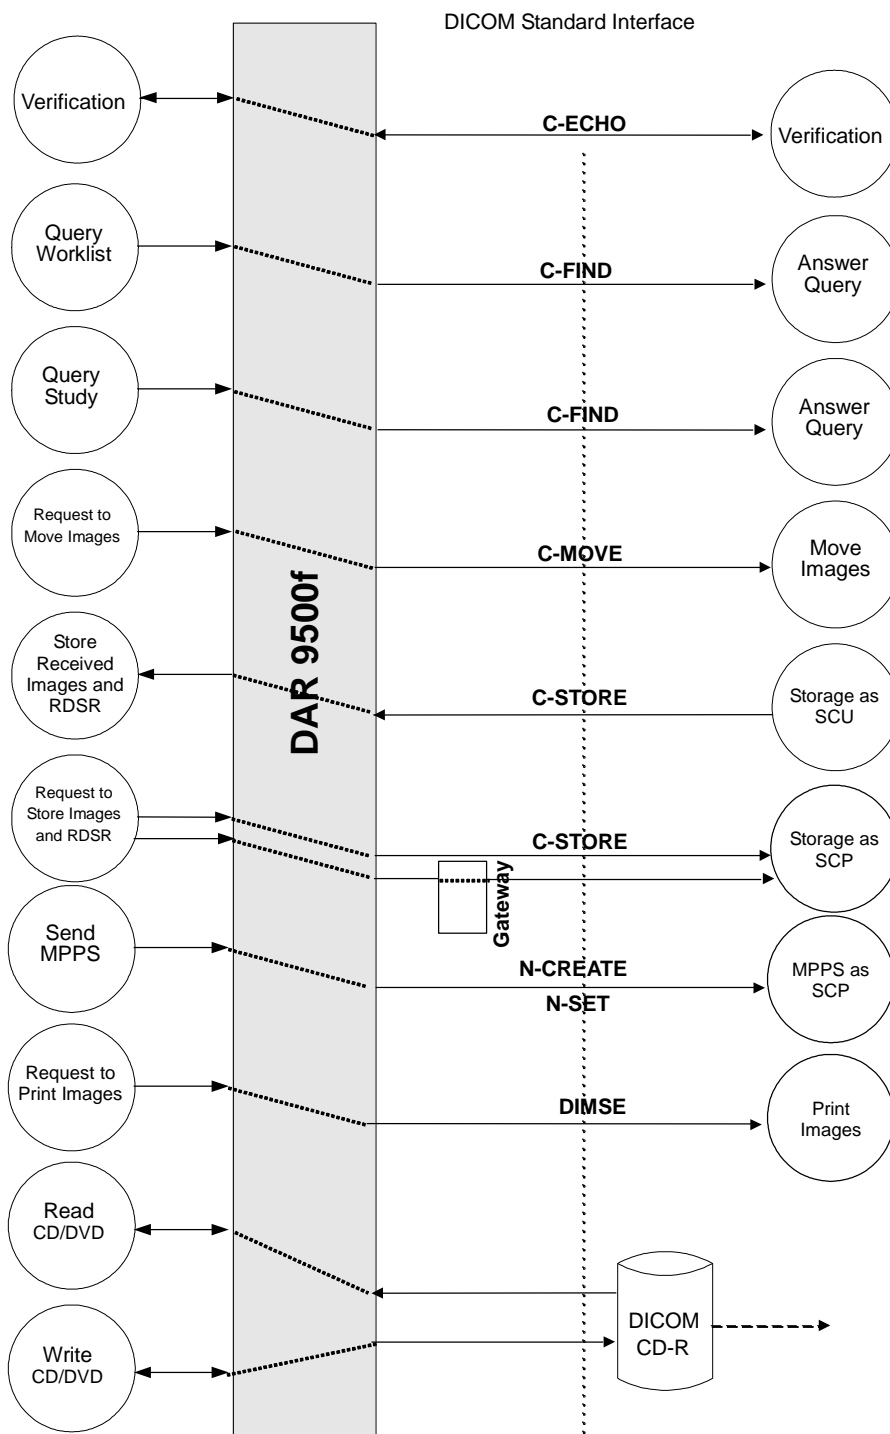 DICOM Standard Interface
Verification
C-ECHO
Verification
Query
Worklist
C-FIND
Answer
Query
Query
Study
C-FIND
Answer
Query
Request to
Move Images
C-MOVE
Move
Images
DAR 9500f
Store
Received
Images and
RDSR
C-STORE
Storage as
SCU
Request to
Store Images
and RDSR
C-STORE
Storage as
SCP
Gateway
Send
MPPS
N-CREATE
N-SET
MPPS as
SCP
Request to
Print Images
DIMSE
Print
Images
Read
CD/DVD
DICOM
CD-R
Write
CD/DVD